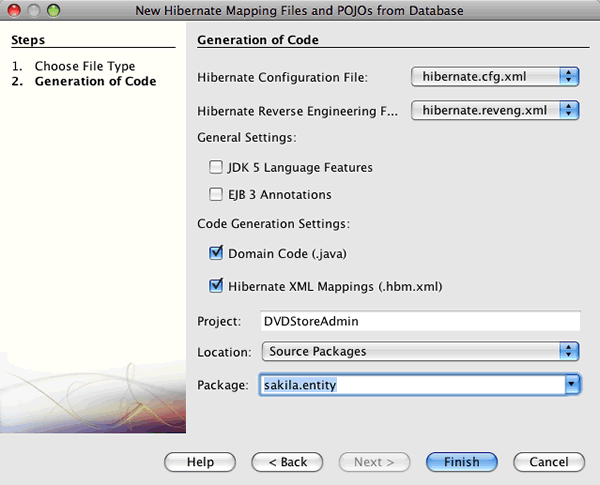 New Hibernate Mapping Files and POJOs from Database
Steps
1. Choose File Type
2. Generation of Code
Generation of Code
Hibernate Configuration File: hibernate.cfg.xml
Hibernate Reverse Engineering F... hibernate.reveng.xml
General Settings:
JDK 5 Language Features
EJB 3 Annotations
Code Generation Settings:
Domain Code (.java)
Hibernate XML Mappings (.hbm.xml)
Project: DVDStoreAdmin
Location: Source Packages
Package: sakila.entity
Help < Back Next > Finish Cancel